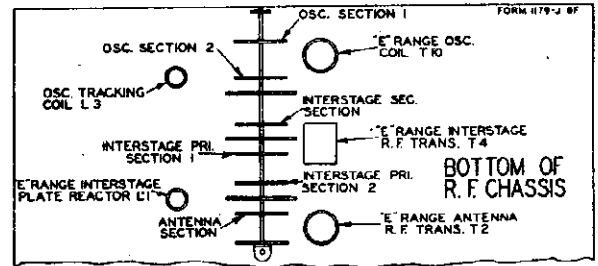 OSC. SECTION 1
FORM 1179-J 8F
OSC. SECTION 2
"E" RANGE OSC.
COIL T10
OSC. TRACKING
COIL L3
INTERSTAGE SEC.
SECTION
INTERSTAGE PRI.
SECTION 1
"E" RANGE INTERSTAGE
R.F. TRANS. T4
BOTTOM OF
R.F. CHASSIS
INTERSTAGE PRI.
SECTION 2
"E" RANGE INTERSTAGE
PLATE REACTOR L1
ANTENNA
SECTION
"E" RANGE ANTENNA
R.F. TRANS. T2